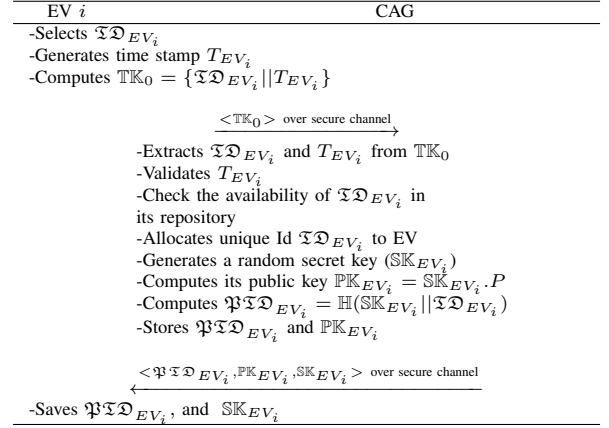 EV i CAG
-Selects 𝔗𝔇_{EV_i}
-Generates time stamp T_{EV_i}
-Computes 𝕋𝕂_0 = {𝔗𝔇_{EV_i}||T_{EV_i}}
<𝕋𝕂_0> over secure channel
-Extracts 𝔗𝔇_{EV_i} and T_{EV_i} from 𝕋𝕂_0
-Validates T_{EV_i}
-Check the availability of 𝔗𝔇_{EV_i} in
its repository
-Allocates unique Id 𝔗𝔇_{EV_i} to EV
-Generates a random secret key (𝕊𝕂_{EV_i})
-Computes its public key ℙ𝕂_{EV_i} = 𝕊𝕂_{EV_i}.P
-Computes 𝔓𝔗𝔇_{EV_i} = ℍ(𝕊𝕂_{EV_i}||𝔗𝔇_{EV_i})
-Stores 𝔓𝔗𝔇_{EV_i} and ℙ𝕂_{EV_i}
<𝔓𝔗𝔇_{EV_i},ℙ𝕂_{EV_i},𝕊𝕂_{EV_i}> over secure channel
-Saves 𝔓𝔗𝔇_{EV_i}, and 𝕊𝕂_{EV_i}